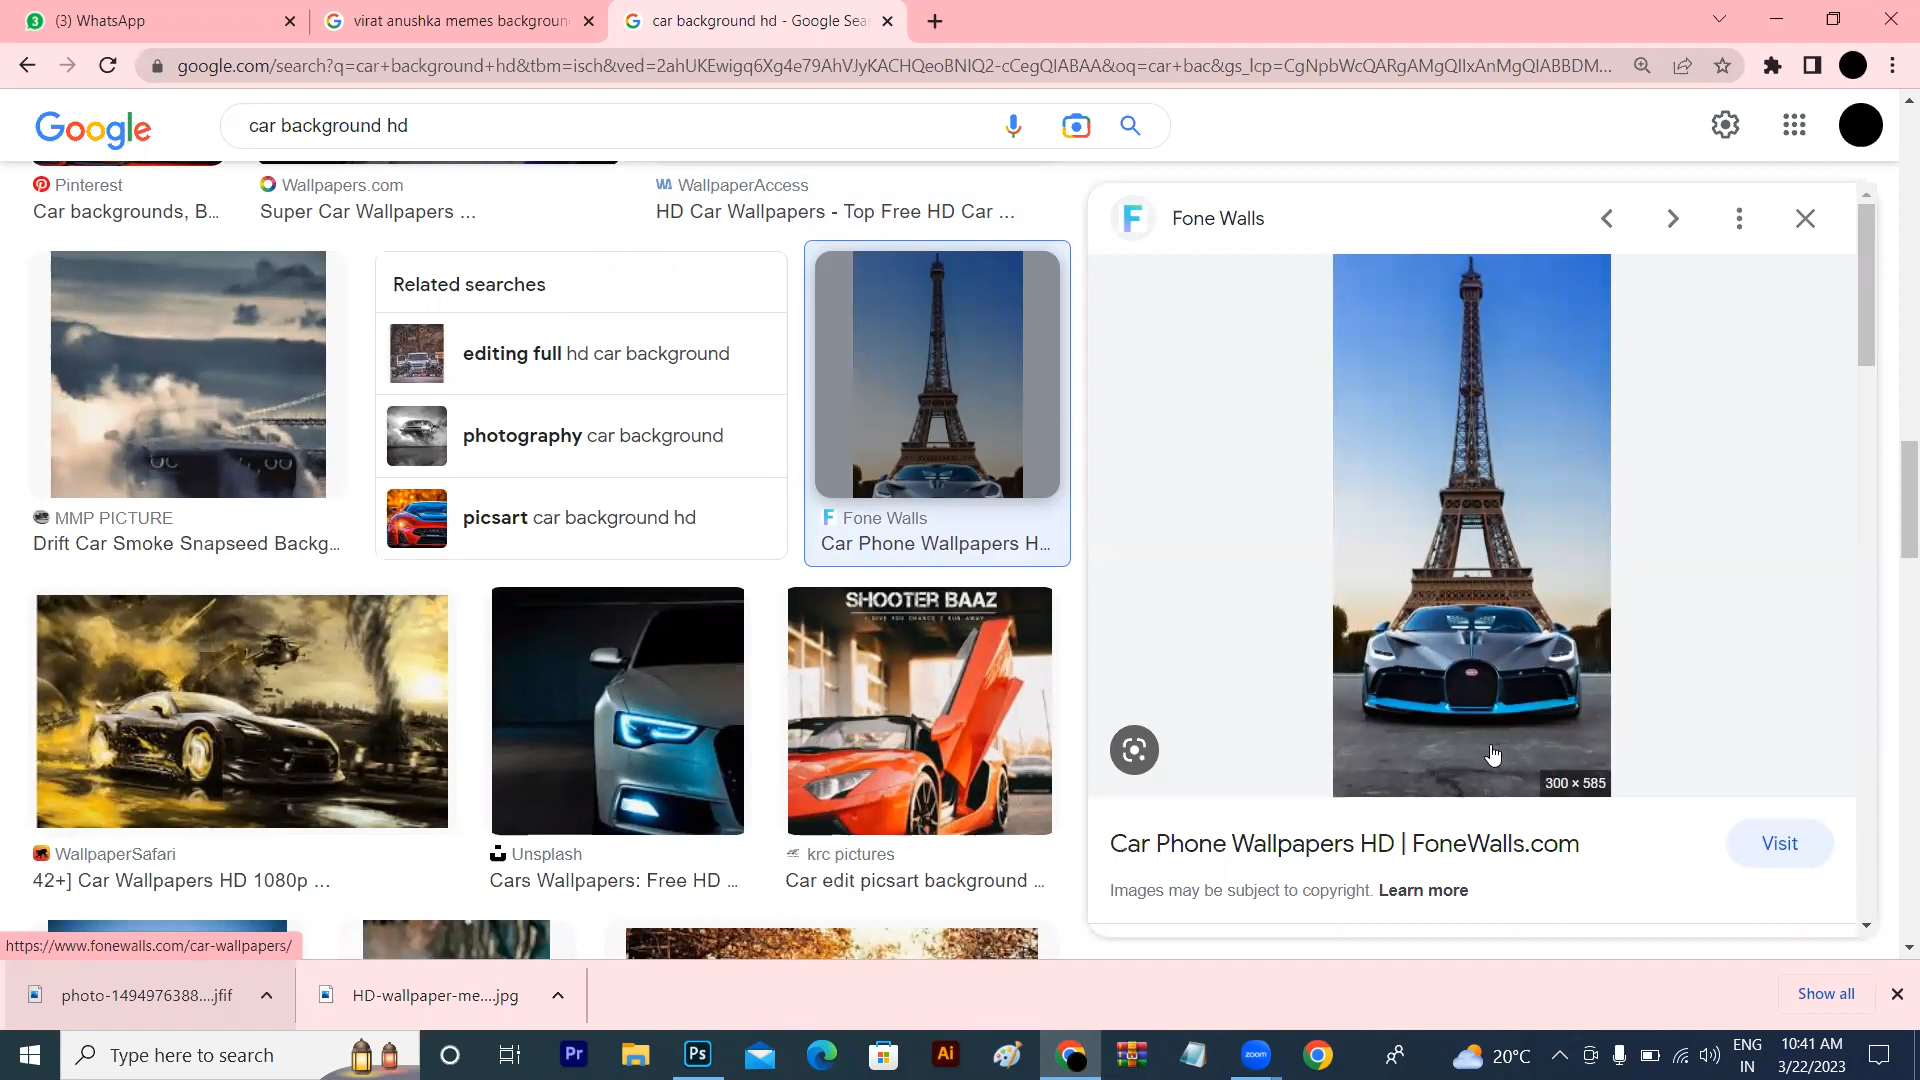 (3) WhatsApp
virat anushka memes backgroun
car background hd - Google Sea
google.com/search?q=car+background+hd&tbm=isch&ved=2ahUKEwigq6Xg4e79AhVJyKACHQeoBNIQ2-cCegQIABAA&oq=car+bac&gs_lcp=CgNpbWcQARgAMgQIIxAnMgQIABBDM...
Google
car background hd
Pinterest
Car backgrounds, B...
Wallpapers.com
Super Car Wallpapers ...
WallpaperAccess
HD Car Wallpapers - Top Free HD Car ...
Fone Walls
Related searches
editing full hd car background
photography car background
picsart car background hd
MMP PICTURE
Drift Car Smoke Snapseed Backg...
Fone Walls
Car Phone Wallpapers H...
SHOOTER BAAZ
300 × 585
WallpaperSafari
42+] Car Wallpapers HD 1080p ...
Unsplash
Cars Wallpapers: Free HD ...
krc pictures
Car edit picsart background ...
Car Phone Wallpapers HD | FoneWalls.com
Visit
Images may be subject to copyright. Learn more
https://www.fonewalls.com/car-wallpapers/
photo-1494976388....jfif
HD-wallpaper-me....jpg
Show all
Type here to search
Pr
Ps
Ai
zoom
20°C
ENG
IN
10:41 AM
3/22/2023